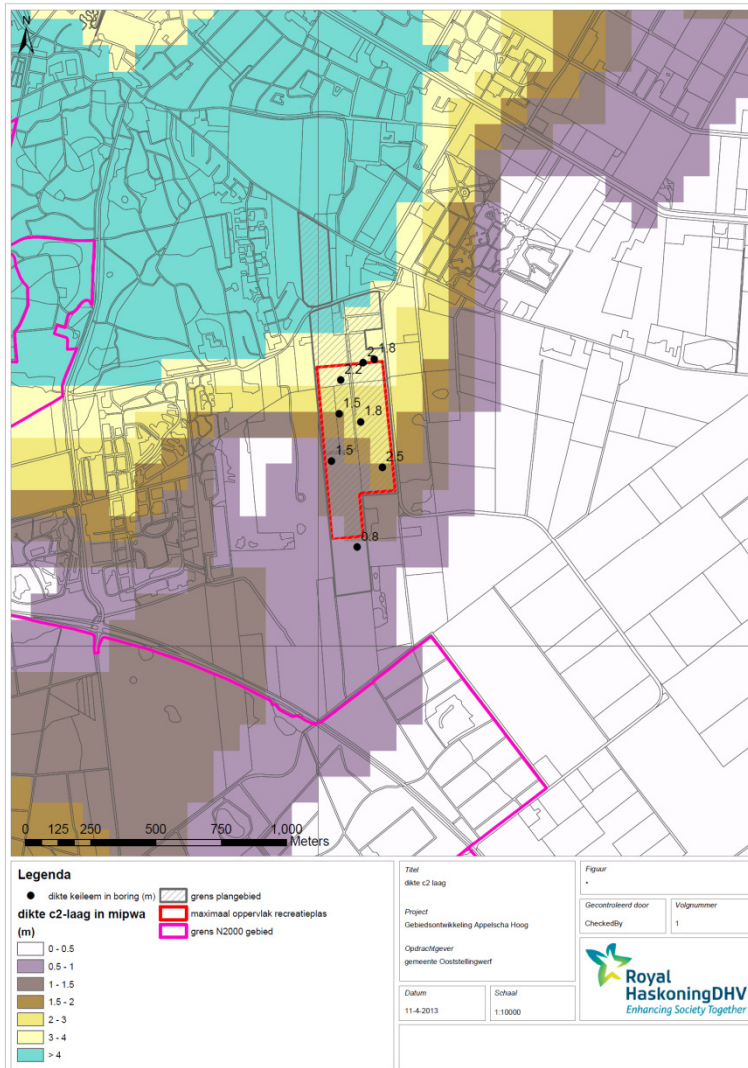 N
1.8
2
2.2
1.5
1.8
1.5
2.5
0.8
0 125 250 500 750 1,000
Meters
Legenda
dikte keileem in boring (m)
grens plangebied
dikte c2-laag in mipwa
(m)
maximaal oppervlak recreatieplas
grens N2000 gebied
0 - 0.5
0.5 - 1
1 - 1.5
1.5 - 2
2 - 3
3 - 4
> 4
Titel
dikte c2 laag
Project
Gebiedsontwikkeling Appelscha Hoog
Opdrachtgever
gemeente Ooststellingwerf
Datum
11-4-2013
Schaal
1:10000
Figuur
Gecontroleerd door
CheckedBy
Volgnummer
1
Royal
HaskoningDHV
Enhancing Society Together